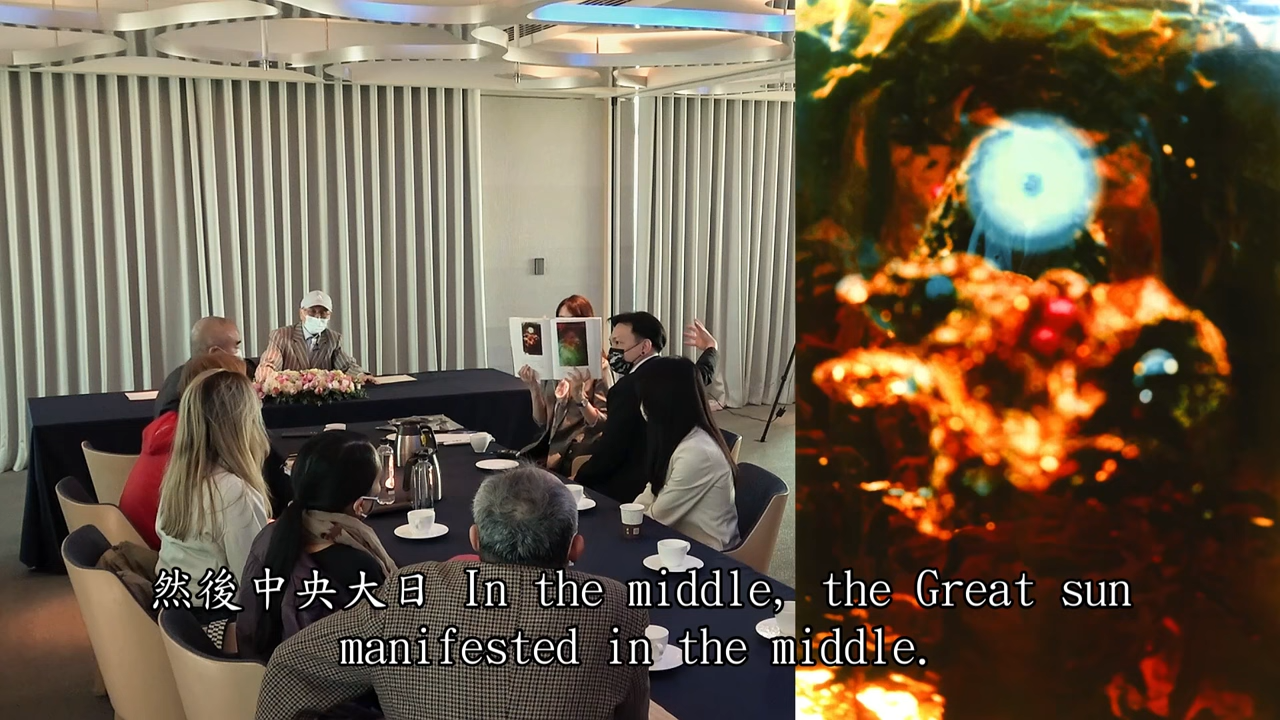 然後中央大日 In the middle, the Great sun
manifested in the middle.